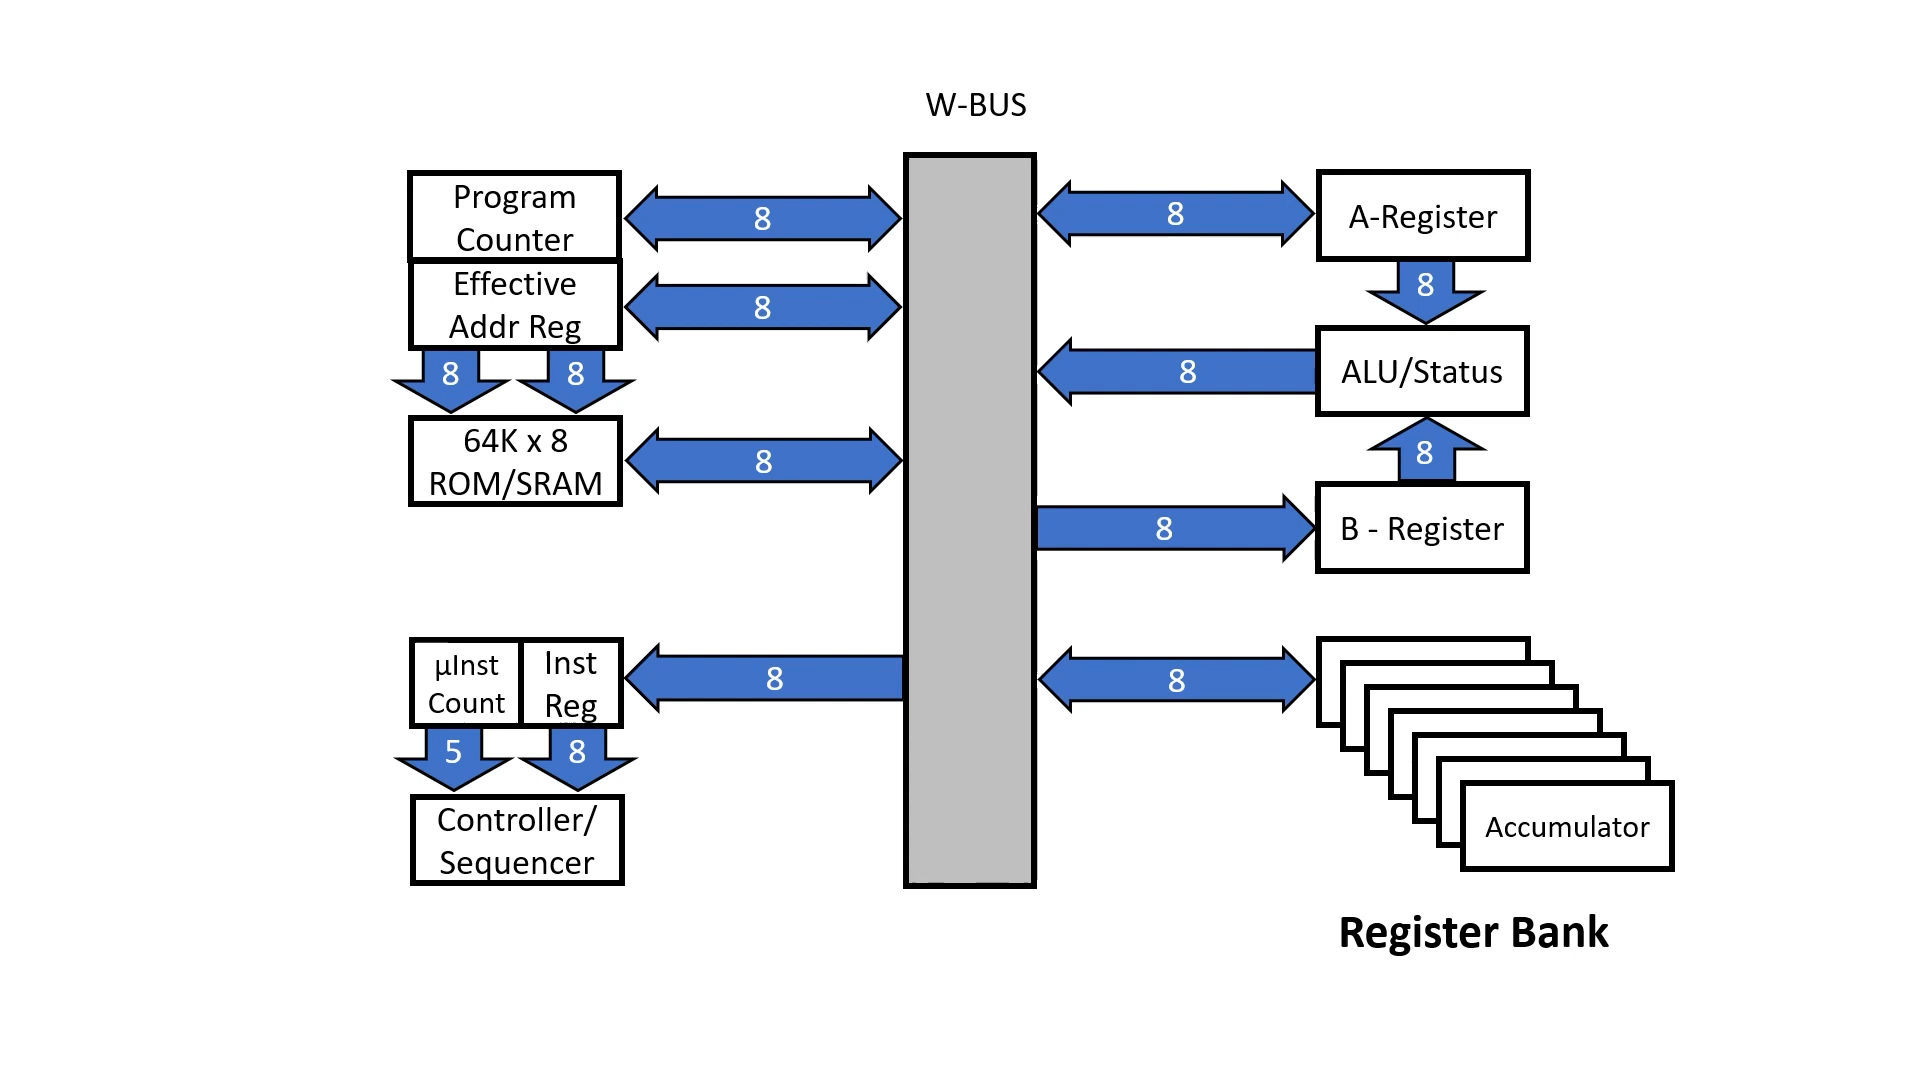 W-BUS
Program
Counter
8
8
A-Register
Effective
Addr Reg
8
8
8
8
ALU/Status
8
64K x 8
ROM/SRAM
8
8
8
B - Register
µInst
Count
Inst
Reg
8
8
5
8
Controller/
Sequencer
Accumulator
Register Bank